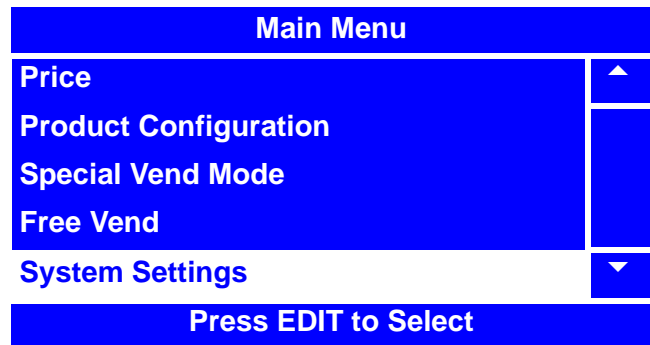 Main Menu
Price
Product Configuration
Special Vend Mode
Free Vend
System Settings
Press EDIT to Select